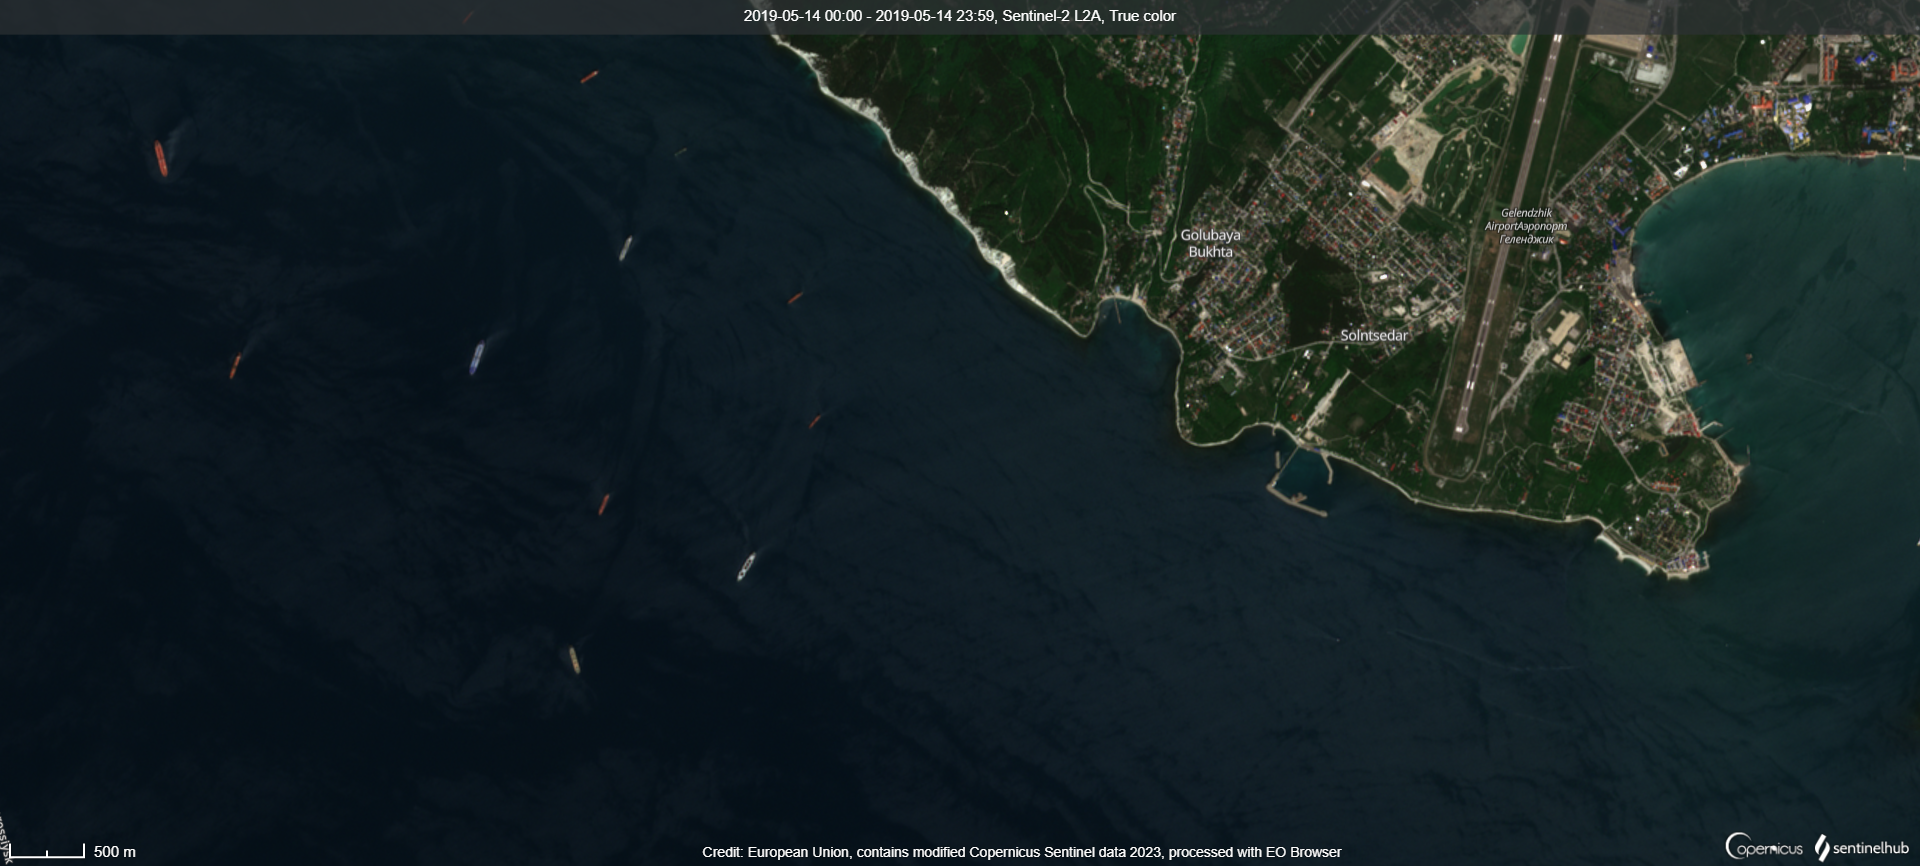 2019-05-14 00:00 - 2019-05-14 23:59, Sentinel-2 L2A, True color
Gelendzhik
AirportАэропорт
Геленджик
Golubaya
Bukhta
Solntsedar
500 m
Credit: European Union, contains modified Copernicus Sentinel data 2023, processed with EO Browser
opernicus
sentinelhub